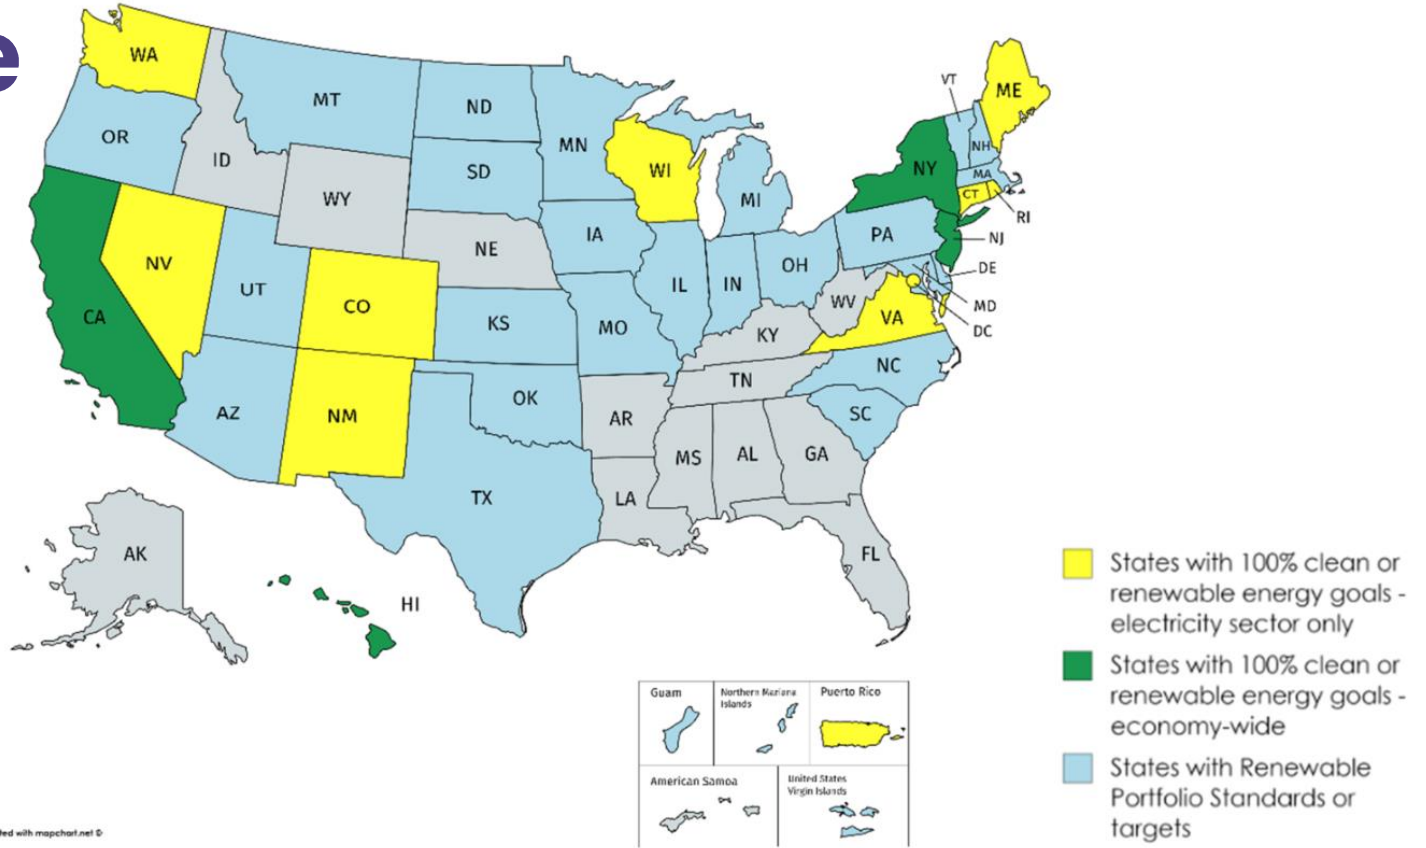 e
WA
MT
ND
MN
OR
ID
SD
WY
WI
MI
VT
ME
NH
NY
MA
CT
RI
NJ
PA
DE
MD
DC
NV
UT
CO
NE
IA
IL
IN
OH
WV
VA
CA
KS
MO
KY
NC
TN
SC
AZ
NM
OK
AR
MS
AL
GA
TX
LA
FL
AK
HI
Guam
Northern Mariana
Islands
Puerto Rico
American Samoa
United States
Virgin Islands
States with 100% clean or
renewable energy goals -
electricity sector only
States with 100% clean or
renewable energy goals -
economy-wide
States with Renewable
Portfolio Standards or
targets
ted with mapchart.net ©